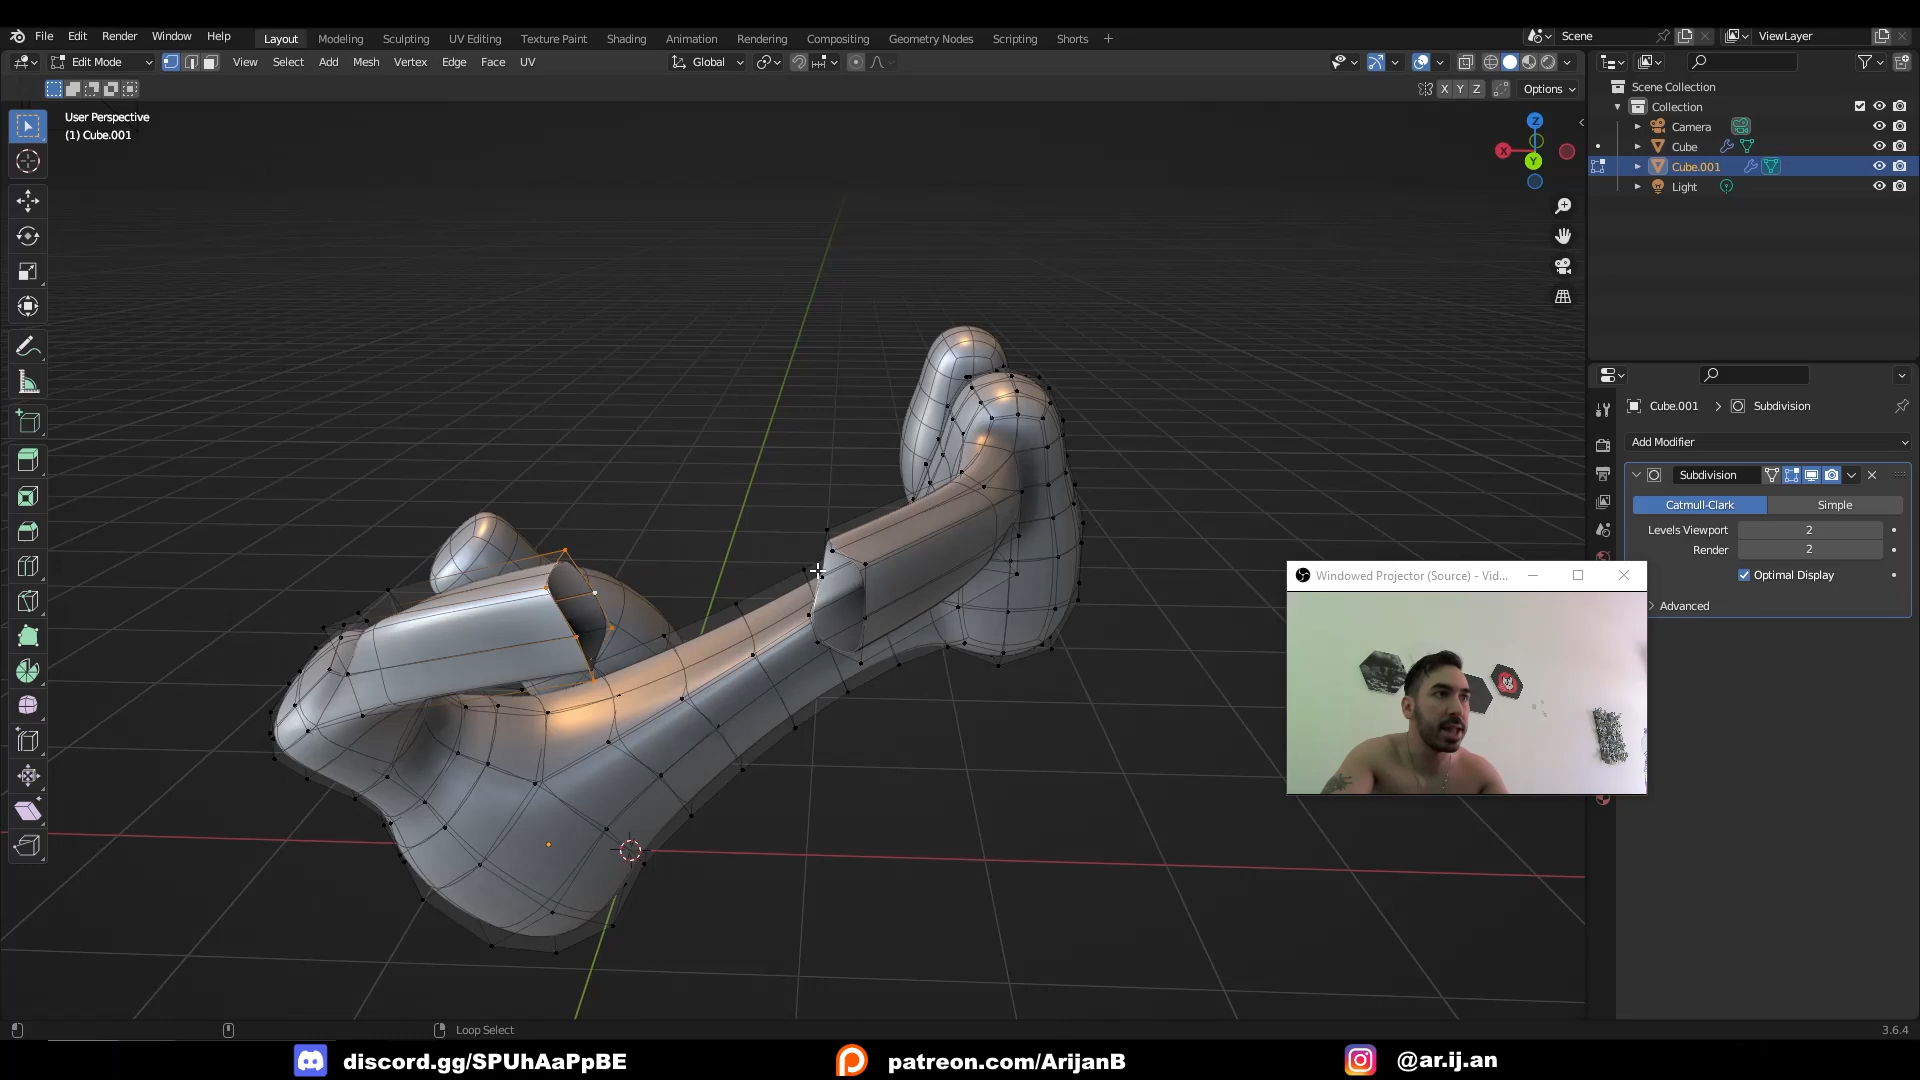 File Edit Render Window Help Layout Modeling Sculpting UV Editing Texture Paint Shading Animation Rendering Compositing Geometry Nodes Scripting Shorts +
Scene
ViewLayer
Edit Mode View Select Add Mesh Vertex Edge Face UV Global
X Y Z Options
User Perspective
(1) Cube.001
Z
X
Y
Scene Collection
Collection
Camera
Cube
Cube.001
Light
Cube.001 > Subdivision
Add Modifier
Subdivision
Catmull-Clark Simple
Levels Viewport 2
Render 2
Optimal Display
Advanced
Windowed Projector (Source) - Vid...
Loop Select
3.6.4
discord.gg/SPUhAaPpBE patreon.com/ArijanB @ar.ij.an